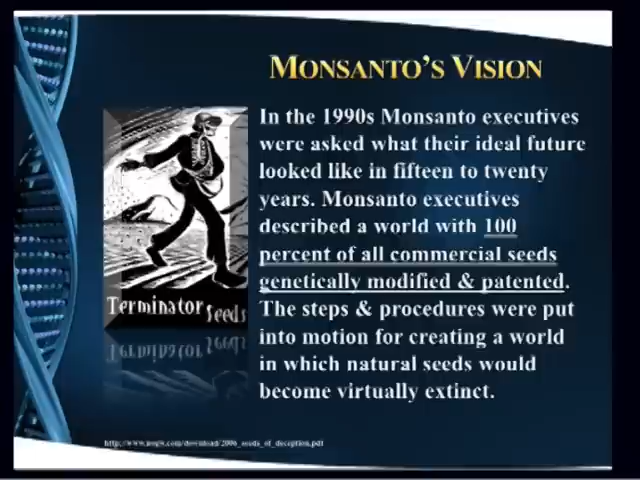 MONSANTO'S VISION
In the 1990s Monsanto executives
were asked what their ideal future
looked like in fifteen to twenty
years. Monsanto executives
described a world with 100
percent of all commercial seeds
genetically modified & patented.
The steps & procedures were put
into motion for creating a world
in which natural seeds would
become virtually extinct.
Terminator Seeds